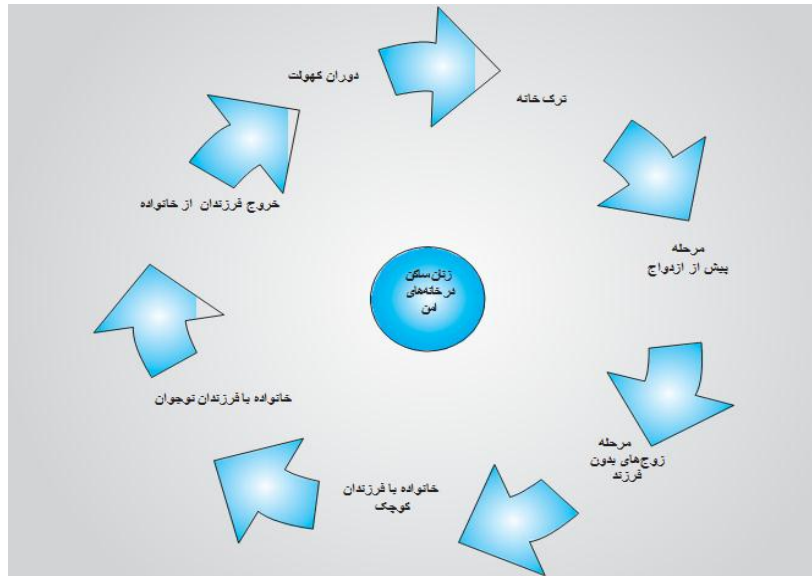 دوران کهولت
ترک خانه
مرحله
پیش از ازدواج
مرحله
زوج‌های بدون
فرزند
خانواده با فرزندان
کوچک
خانواده با فرزندان نوجوان
خروج فرزندان از خانواده
زنان ساکن
در خانه‌های
امن